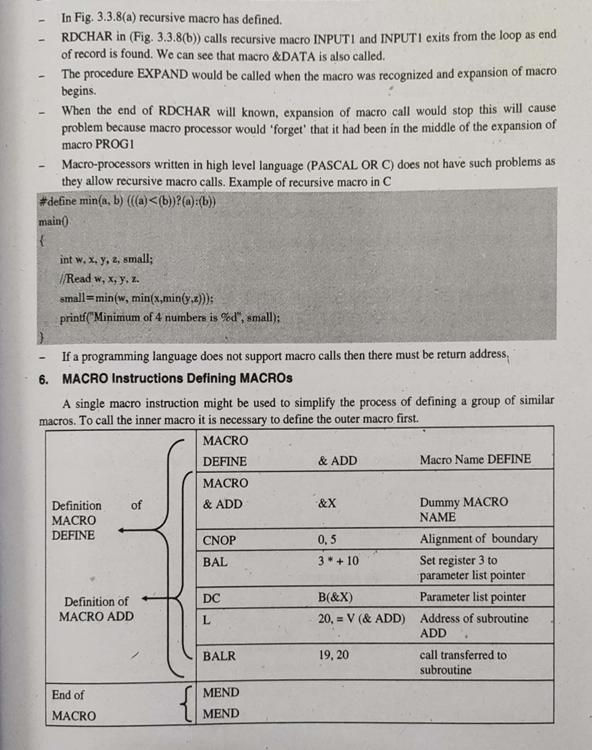 – In Fig. 3.3.8(a) recursive macro has defined.
– RDCHAR in (Fig. 3.3.8(b)) calls recursive macro INPUT1 and INPUT1 exits from the loop as end
of record is found. We can see that macro &DATA is also called.
– The procedure EXPAND would be called when the macro was recognized and expansion of macro
begins.
– When the end of RDCHAR will known, expansion of macro call would stop this will cause
problem because macro processor would 'forget' that it had been in the middle of the expansion of
macro PROG1
– Macro-processors written in high level language (PASCAL OR C) does not have such problems as
they allow recursive macro calls. Example of recursive macro in C
#define min(a, b) (((a)<(b))?(a):(b))
main()
{
int w, x, y, z, small;
//Read w, x, y, z.
small=min(w, min(x,min(y,z)));
printf("Minimum of 4 numbers is %d", small);
}
– If a programming language does not support macro calls then there must be return address.
6. MACRO Instructions Defining MACROs
A single macro instruction might be used to simplify the process of defining a group of similar
macros. To call the inner macro it is necessary to define the outer macro first.
MACRO
DEFINE & ADD Macro Name DEFINE
MACRO
Definition of & ADD &X Dummy MACRO
MACRO NAME
DEFINE CNOP 0, 5 Alignment of boundary
BAL 3 * + 10 Set register 3 to
parameter list pointer
Definition of DC B(&X) Parameter list pointer
MACRO ADD L 20, = V (& ADD) Address of subroutine
ADD
BALR 19, 20 call transferred to
subroutine
End of MEND
MACRO MEND